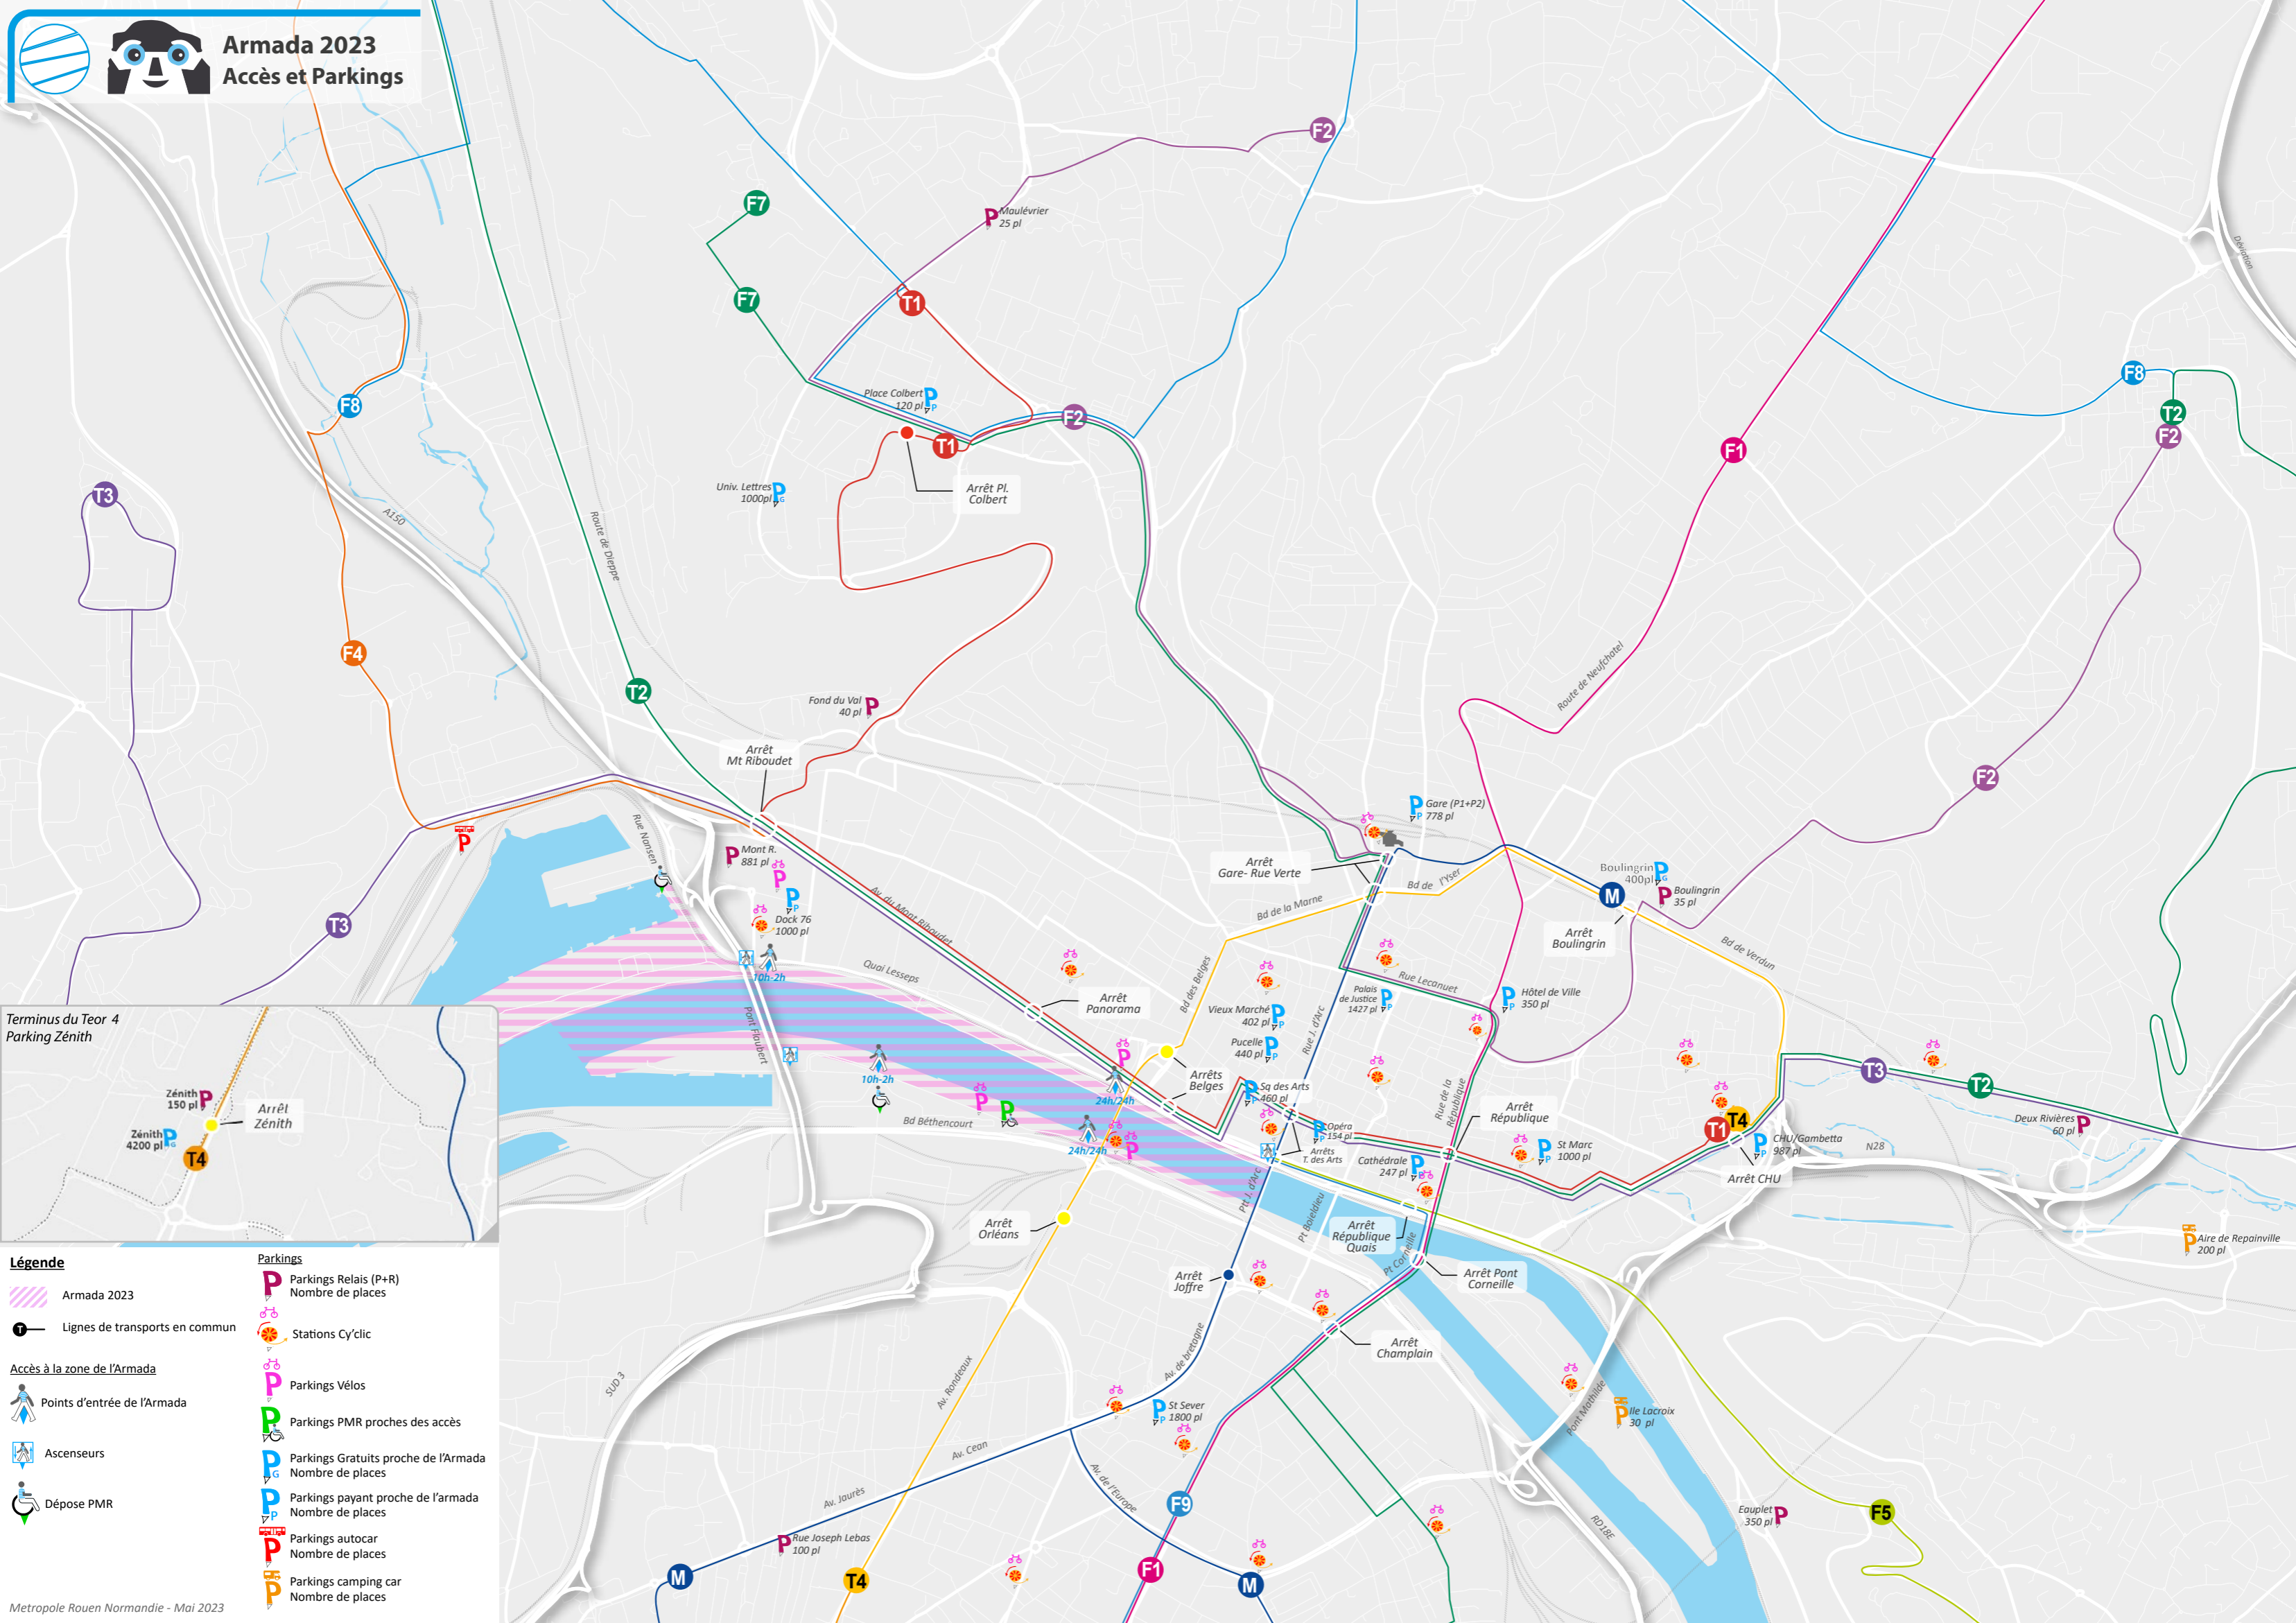 Armada 2023
Accès et Parkings
F2
F7
Maulévrier
25 pl
F7
T1
Déviation
F8
Place Colbert
120 pl
P
F2
T1
F8
T2
F2
F1
T3
Univ. Lettres
1000pl
G
Arrêt Pl.
Colbert
A150
Route de Dieppe
F4
T2
Fond du Val
40 pl
Route de Neufchatel
Arrêt
Mt Riboudet
F2
Gare (P1+P2)
778 pl
Rue Nansen
Mont R.
881 pl
Arrêt
Gare- Rue Verte
Bd de l'Yser
Boulingrin
400pl
M
Boulingrin
35 pl
Bd de la Marne
Av. du Mont Riboudet
Dock 76
1000 pl
T3
Arrêt
Boulingrin
Bd de Verdun
10h-2h
Quai Lesseps
Rue Lecanuet
Bd des Belges
Arrêt
Panorama
Palais
de Justice
1427 pl
Hôtel de Ville
350 pl
Vieux Marché
402 pl
Rue J. d'Arc
Pucelle
440 pl
Pont Flaubert
10h-2h
Arrêts
Belges
24h/24h
Sq des Arts
460 pl
Rue de la
République
T3
T2
Arrêt
République
Deux Rivières
60 pl
Bd Béthencourt
24h/24h
Opéra
154 pl
Arrêts
T. des Arts
Cathédrale
247 pl
St Marc
1000 pl
T1
T4
CHU/Gambetta
987 pl
N28
Arrêt CHU
Terminus du Teor 4
Parking Zénith
Zénith
150 pl
Arrêt
Zénith
Zénith
4200 pl
G
T4
Arrêt
Orléans
Pt J. d'Arc
Pt Boieldieu
Arrêt
République
Quais
Pt Corneille
Aire de Repainville
200 pl
Arrêt
Joffre
Arrêt Pont
Corneille
Arrêt
Champlain
SUD 3
Av. Rondeaux
Av. de bretagne
St Sever
1800 pl
Pont Mathilde
Ile Lacroix
30 pl
Av. Cean
Av. de l'Europe
Av. Jaurès
F9
RD18E
Eauplet
350 pl
F5
Rue Joseph Lebas
100 pl
M
T4
F1
M
Légende
Armada 2023
T
Lignes de transports en commun
Accès à la zone de l'Armada
Points d'entrée de l'Armada
Ascenseurs
Dépose PMR
Parkings
Parkings Relais (P+R)
Nombre de places
Stations Cy'clic
Parkings Vélos
Parkings PMR proches des accès
Parkings Gratuits proche de l'Armada
Nombre de places
Parkings payant proche de l'armada
Nombre de places
Parkings autocar
Nombre de places
Parkings camping car
Nombre de places
Metropole Rouen Normandie - Mai 2023